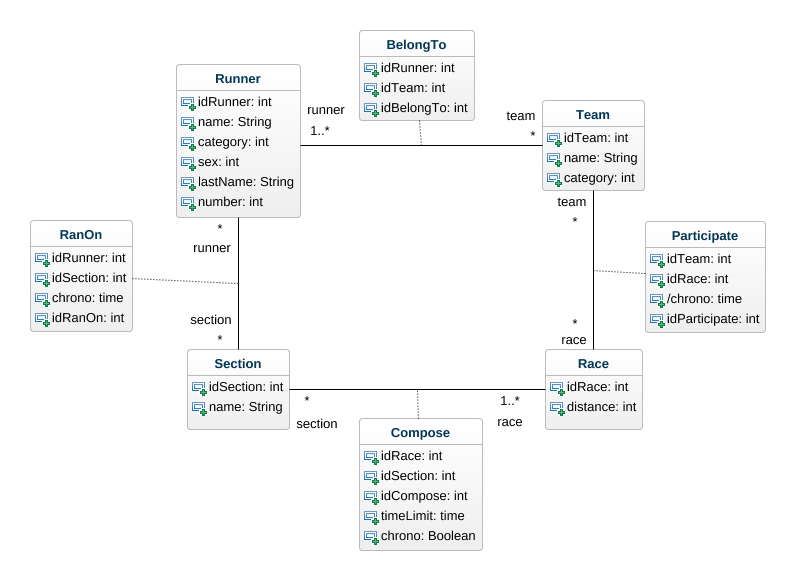 BelongTo
idRunner: int
idTeam: int
idBelongTo: int
Runner
idRunner: int
name: String
category: int
sex: int
lastName: String
number: int
runner
1..*
team
*
Team
idTeam: int
name: String
category: int
*
runner
team
*
RanOn
idRunner: int
idSection: int
chrono: time
idRanOn: int
Participate
idTeam: int
idRace: int
/chrono: time
idParticipate: int
section
*
*
race
Section
idSection: int
name: String
Race
idRace: int
distance: int
*
section
1..*
race
Compose
idRace: int
idSection: int
idCompose: int
timeLimit: time
chrono: Boolean